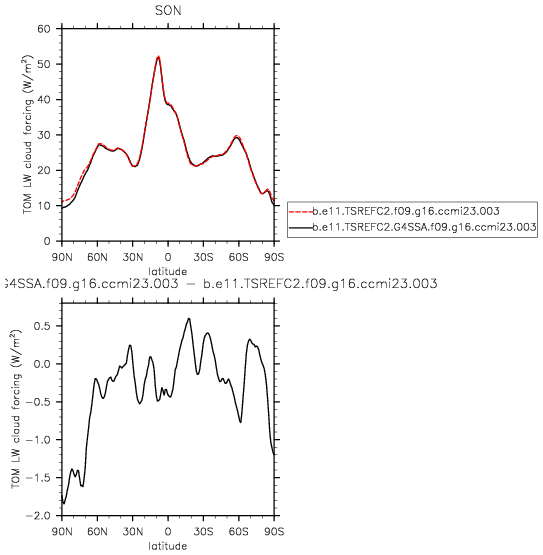 SON
TOM LW cloud forcing (W/m²)
60
50
40
30
20
10
0
90N 60N 30N 0 30S 60S 90S
latitude
b.e11.TSREFC2.f09.g16.ccmi23.003
b.e11.TSREFC2.G4SSA.f09.g16.ccmi23.003
G4SSA.f09.g16.ccmi23.003 − b.e11.TSREFC2.f09.g16.ccmi23.003
TOM LW cloud forcing (W/m²)
0.5
0.0
−0.5
−1.0
−1.5
−2.0
90N 60N 30N 0 30S 60S 90S
latitude